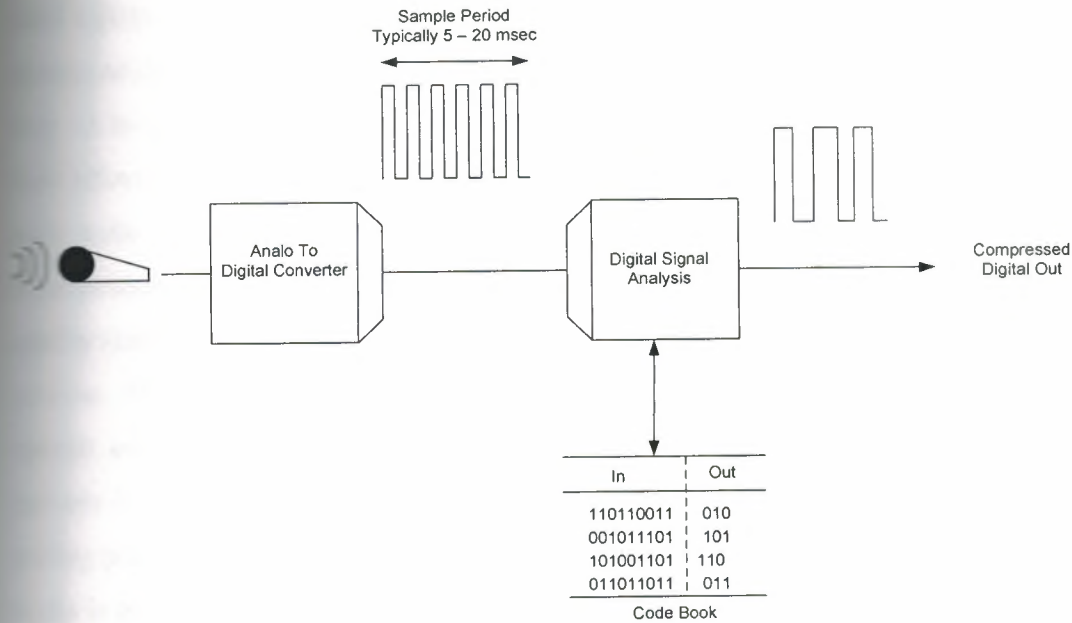 Sample Period
Typically 5 – 20 msec
Analo To
Digital Converter
Digital Signal
Analysis
Compressed
Digital Out
In Out
110110011 010
001011101 101
101001101 110
011011011 011
Code Book